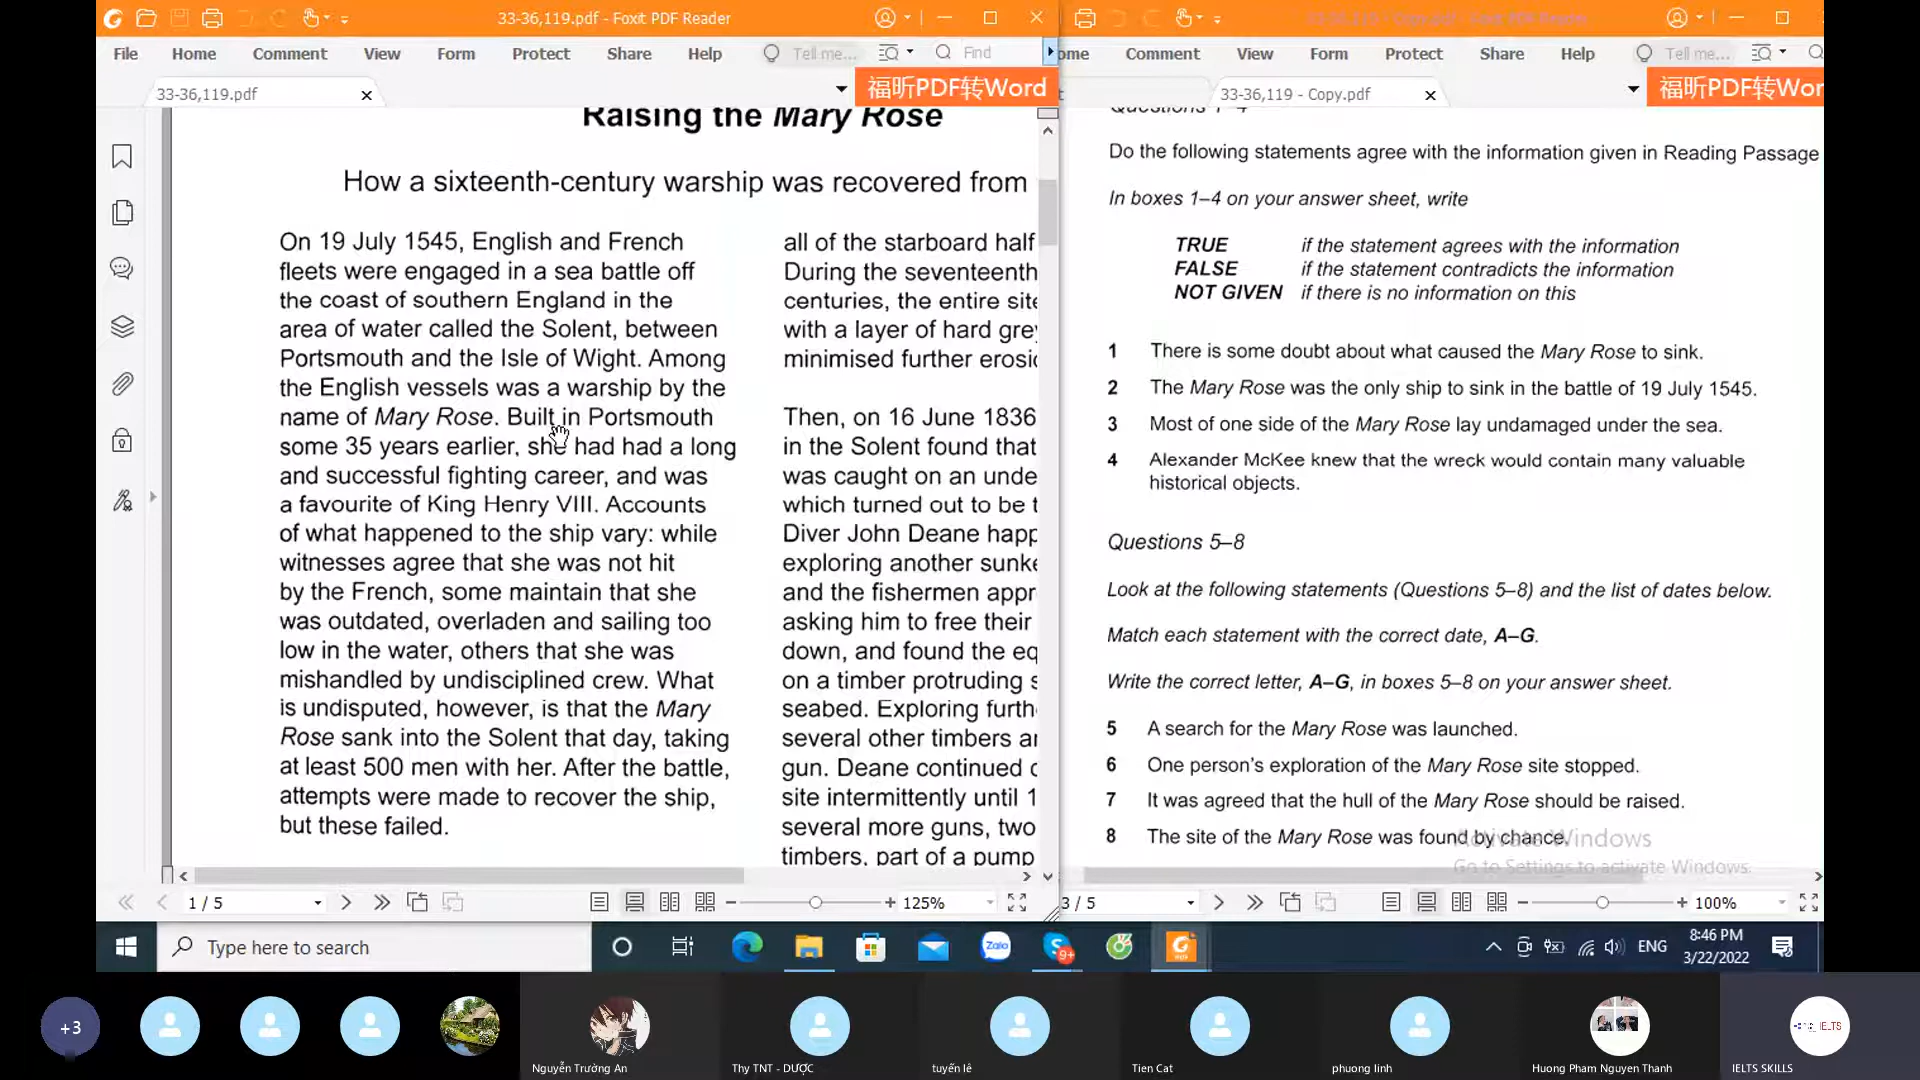 33-36,119.pdf - Foxit PDF Reader
33-36,119 - Copy.pdf - Foxit PDF Reader
File Home Comment View Form Protect Share Help Tell me... Find
ome Comment View Form Protect Share Help Tell me...
33-36,119.pdf
福昕PDF转Word
33-36,119 - Copy.pdf
福昕PDF转Wor
Raising the Mary Rose
How a sixteenth-century warship was recovered from
On 19 July 1545, English and French
fleets were engaged in a sea battle off
the coast of southern England in the
area of water called the Solent, between
Portsmouth and the Isle of Wight. Among
the English vessels was a warship by the
name of Mary Rose. Built in Portsmouth
some 35 years earlier, she had had a long
and successful fighting career, and was
a favourite of King Henry VIII. Accounts
of what happened to the ship vary: while
witnesses agree that she was not hit
by the French, some maintain that she
was outdated, overladen and sailing too
low in the water, others that she was
mishandled by undisciplined crew. What
is undisputed, however, is that the Mary
Rose sank into the Solent that day, taking
at least 500 men with her. After the battle,
attempts were made to recover the ship,
but these failed.
all of the starboard half
During the seventeenth
centuries, the entire site
with a layer of hard grey
minimised further erosio
Then, on 16 June 1836
in the Solent found that
was caught on an unde
which turned out to be t
Diver John Deane happ
exploring another sunke
and the fishermen appr
asking him to free their
down, and found the eq
on a timber protruding s
seabed. Exploring furth
several other timbers a
gun. Deane continued
site intermittently until 1
several more guns, two
timbers, part of a pump
Questions 1–4
Do the following statements agree with the information given in Reading Passage
In boxes 1–4 on your answer sheet, write
TRUE if the statement agrees with the information
FALSE if the statement contradicts the information
NOT GIVEN if there is no information on this
1 There is some doubt about what caused the Mary Rose to sink.
2 The Mary Rose was the only ship to sink in the battle of 19 July 1545.
3 Most of one side of the Mary Rose lay undamaged under the sea.
4 Alexander McKee knew that the wreck would contain many valuable
historical objects.
Questions 5–8
Look at the following statements (Questions 5–8) and the list of dates below.
Match each statement with the correct date, A–G.
Write the correct letter, A–G, in boxes 5–8 on your answer sheet.
5 A search for the Mary Rose was launched.
6 One person's exploration of the Mary Rose site stopped.
7 It was agreed that the hull of the Mary Rose should be raised.
8 The site of the Mary Rose was found by chance.
Activate Windows
Go to Settings to activate Windows.
1 / 5
125%
3 / 5
100%
Type here to search
Zalo
9+
ENG
8:46 PM
3/22/2022
+3
Nguyễn Trường An
Thy TNT - DƯỢC
tuyến lê
Tien Cat
phuong linh
Huong Pham Nguyen Thanh
IELTS SKILLS